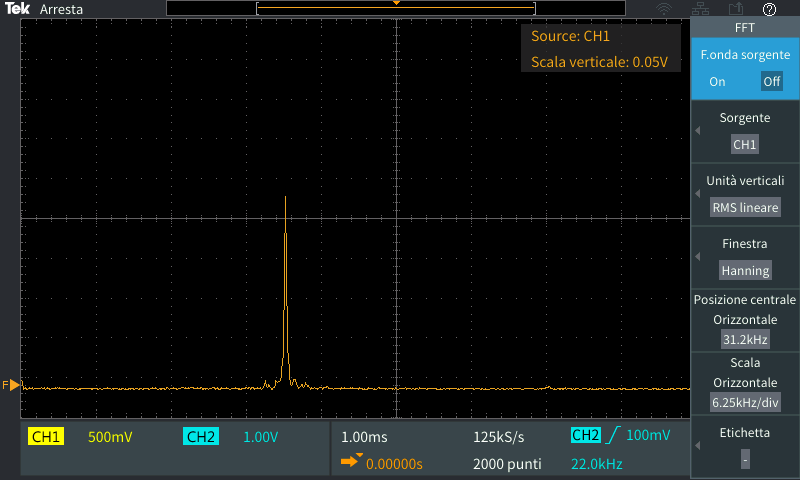 Tek Arresta
FFT
Source: CH1
Scala verticale: 0.05V
F.onda sorgente
On Off
Sorgente
CH1
Unità verticali
RMS lineare
Finestra
Hanning
Posizione centrale
Orizzontale
31.2kHz
Scala
Orizzontale
6.25kHz/div
Etichetta
-
F
CH1 500mV CH2 1.00V 1.00ms 125kS/s CH2 100mV
0.00000s 2000 punti 22.0kHz